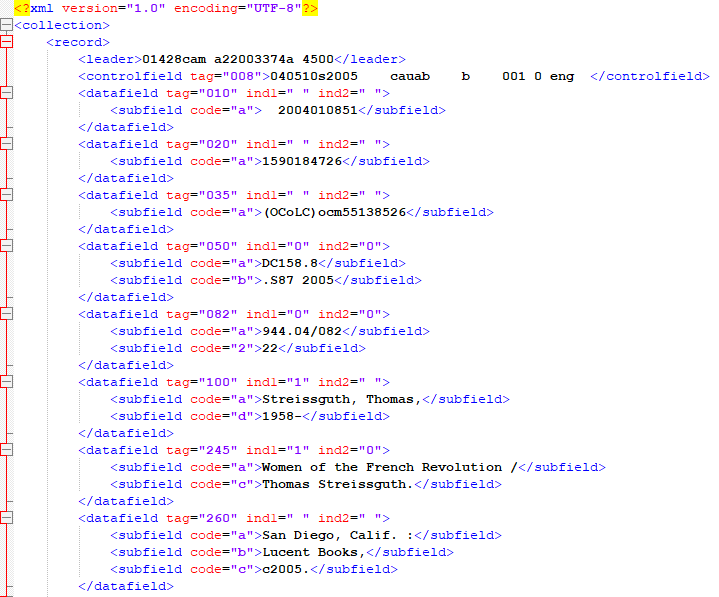 <?xml version="1.0" encoding="UTF-8"?>
<collection>
    <record>
        <leader>01428cam a22003374a 4500</leader>
        <controlfield tag="008">040510s2005    cauab    b    001 0 eng  </controlfield>
        <datafield tag="010" ind1=" " ind2=" ">
            <subfield code="a">  2004010851</subfield>
        </datafield>
        <datafield tag="020" ind1=" " ind2=" ">
            <subfield code="a">1590184726</subfield>
        </datafield>
        <datafield tag="035" ind1=" " ind2=" ">
            <subfield code="a">(OCoLC)ocm55138526</subfield>
        </datafield>
        <datafield tag="050" ind1="0" ind2="0">
            <subfield code="a">DC158.8</subfield>
            <subfield code="b">.S87 2005</subfield>
        </datafield>
        <datafield tag="082" ind1="0" ind2="0">
            <subfield code="a">944.04/082</subfield>
            <subfield code="2">22</subfield>
        </datafield>
        <datafield tag="100" ind1="1" ind2=" ">
            <subfield code="a">Streissguth, Thomas,</subfield>
            <subfield code="d">1958-</subfield>
        </datafield>
        <datafield tag="245" ind1="1" ind2="0">
            <subfield code="a">Women of the French Revolution /</subfield>
            <subfield code="c">Thomas Streissguth.</subfield>
        </datafield>
        <datafield tag="260" ind1=" " ind2=" ">
            <subfield code="a">San Diego, Calif. :</subfield>
            <subfield code="b">Lucent Books,</subfield>
            <subfield code="c">c2005.</subfield>
        </datafield>